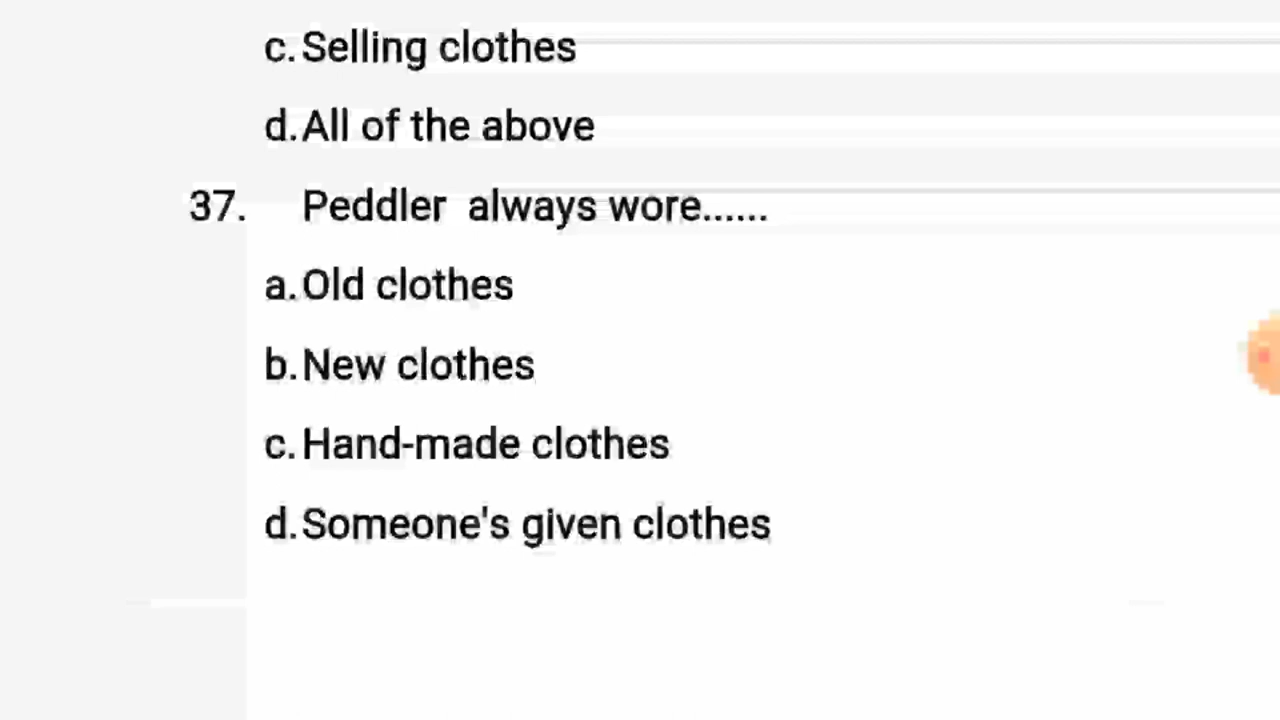 c. Selling clothes
d. All of the above
37. Peddler always wore......
a. Old clothes
b. New clothes
c. Hand-made clothes
d. Someone's given clothes